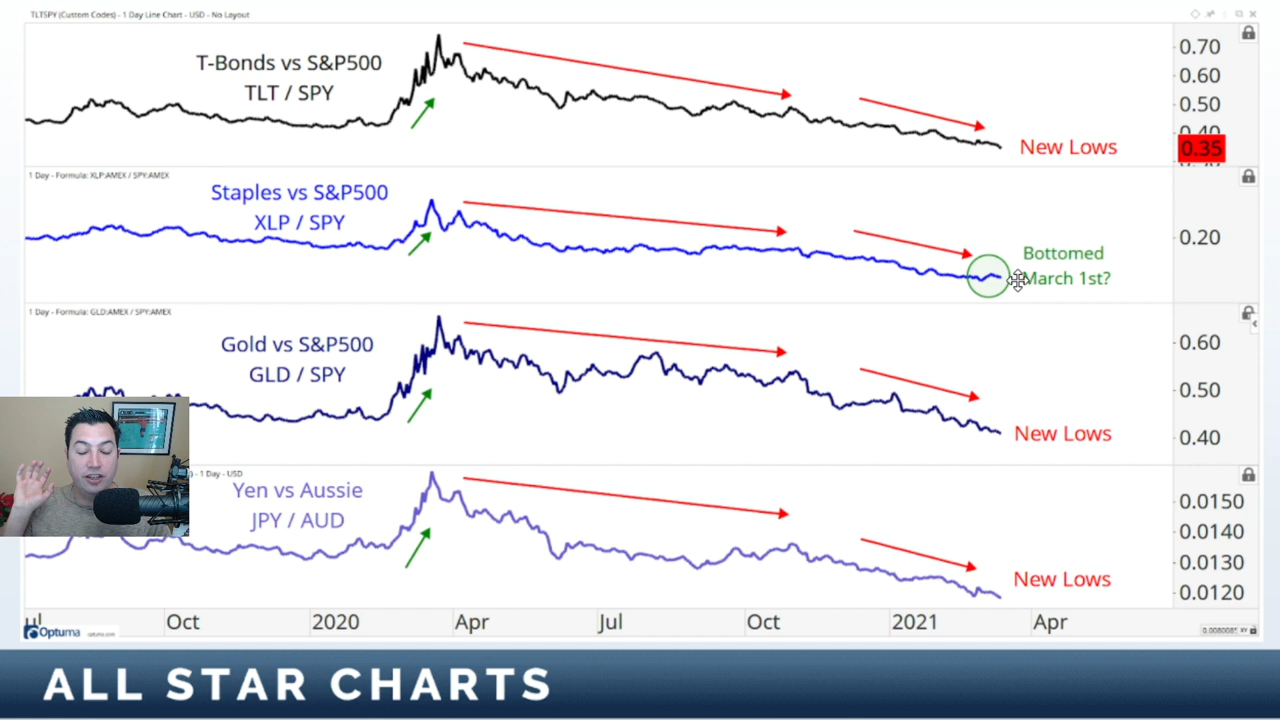 TLTSPY (Custom Codes) - 1 Day Line Chart - USD - No Layout
T-Bonds vs S&P500
TLT / SPY
0.70
0.60
0.50
0.40
0.35
New Lows
1 Day - Formula: XLP:AMEX / SPY:AMEX
Staples vs S&P500
XLP / SPY
0.20
Bottomed
March 1st?
1 Day - Formula: GLD:AMEX / SPY:AMEX
Gold vs S&P500
GLD / SPY
0.60
0.50
0.40
New Lows
) - 1 Day - USD
Yen vs Aussie
JPY / AUD
0.0150
0.0140
0.0130
0.0120
New Lows
Oct 2020 Apr Jul Oct 2021 Apr
Optuma optuma.com
ALL STAR CHARTS